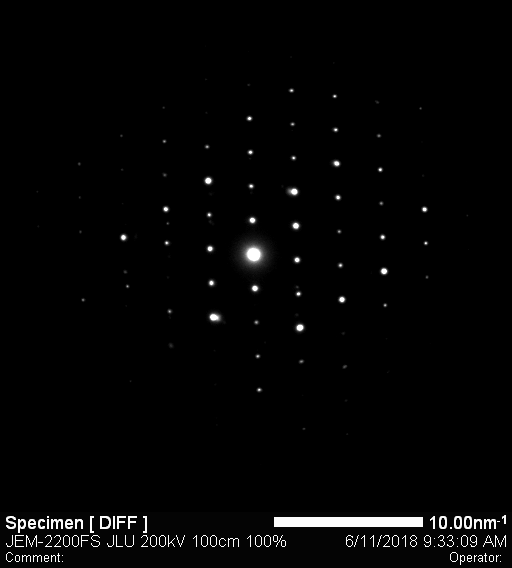 Specimen [ DIFF ] 10.00nm-1
JEM-2200FS JLU 200kV 100cm 100% 6/11/2018 9:33:09 AM
Comment: Operator: